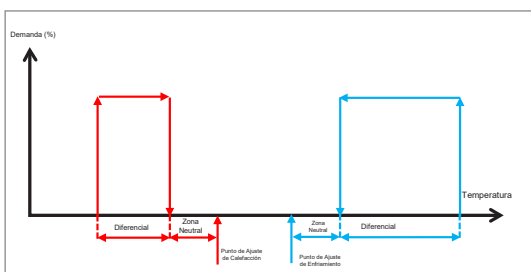 Demanda (%)
Temperatura
Diferencial
Zona
Neutral
Zona
Neutral
Diferencial
Punto de Ajuste
de Calefacción
Punto de Ajuste
de Enfriamiento